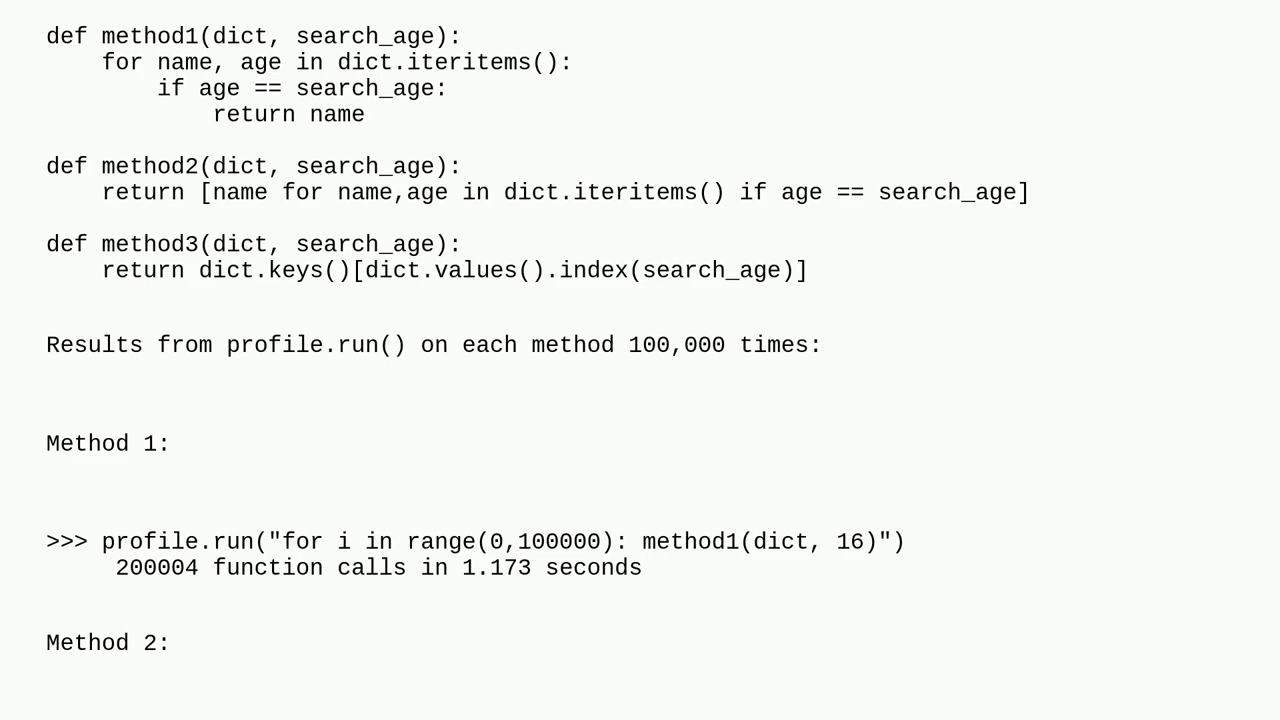 def method1(dict, search_age):
    for name, age in dict.iteritems():
        if age == search_age:
            return name
def method2(dict, search_age):
    return [name for name,age in dict.iteritems() if age == search_age]
def method3(dict, search_age):
    return dict.keys()[dict.values().index(search_age)]
Results from profile.run() on each method 100,000 times:
Method 1:
>>> profile.run("for i in range(0,100000): method1(dict, 16)")
     200004 function calls in 1.173 seconds
Method 2: